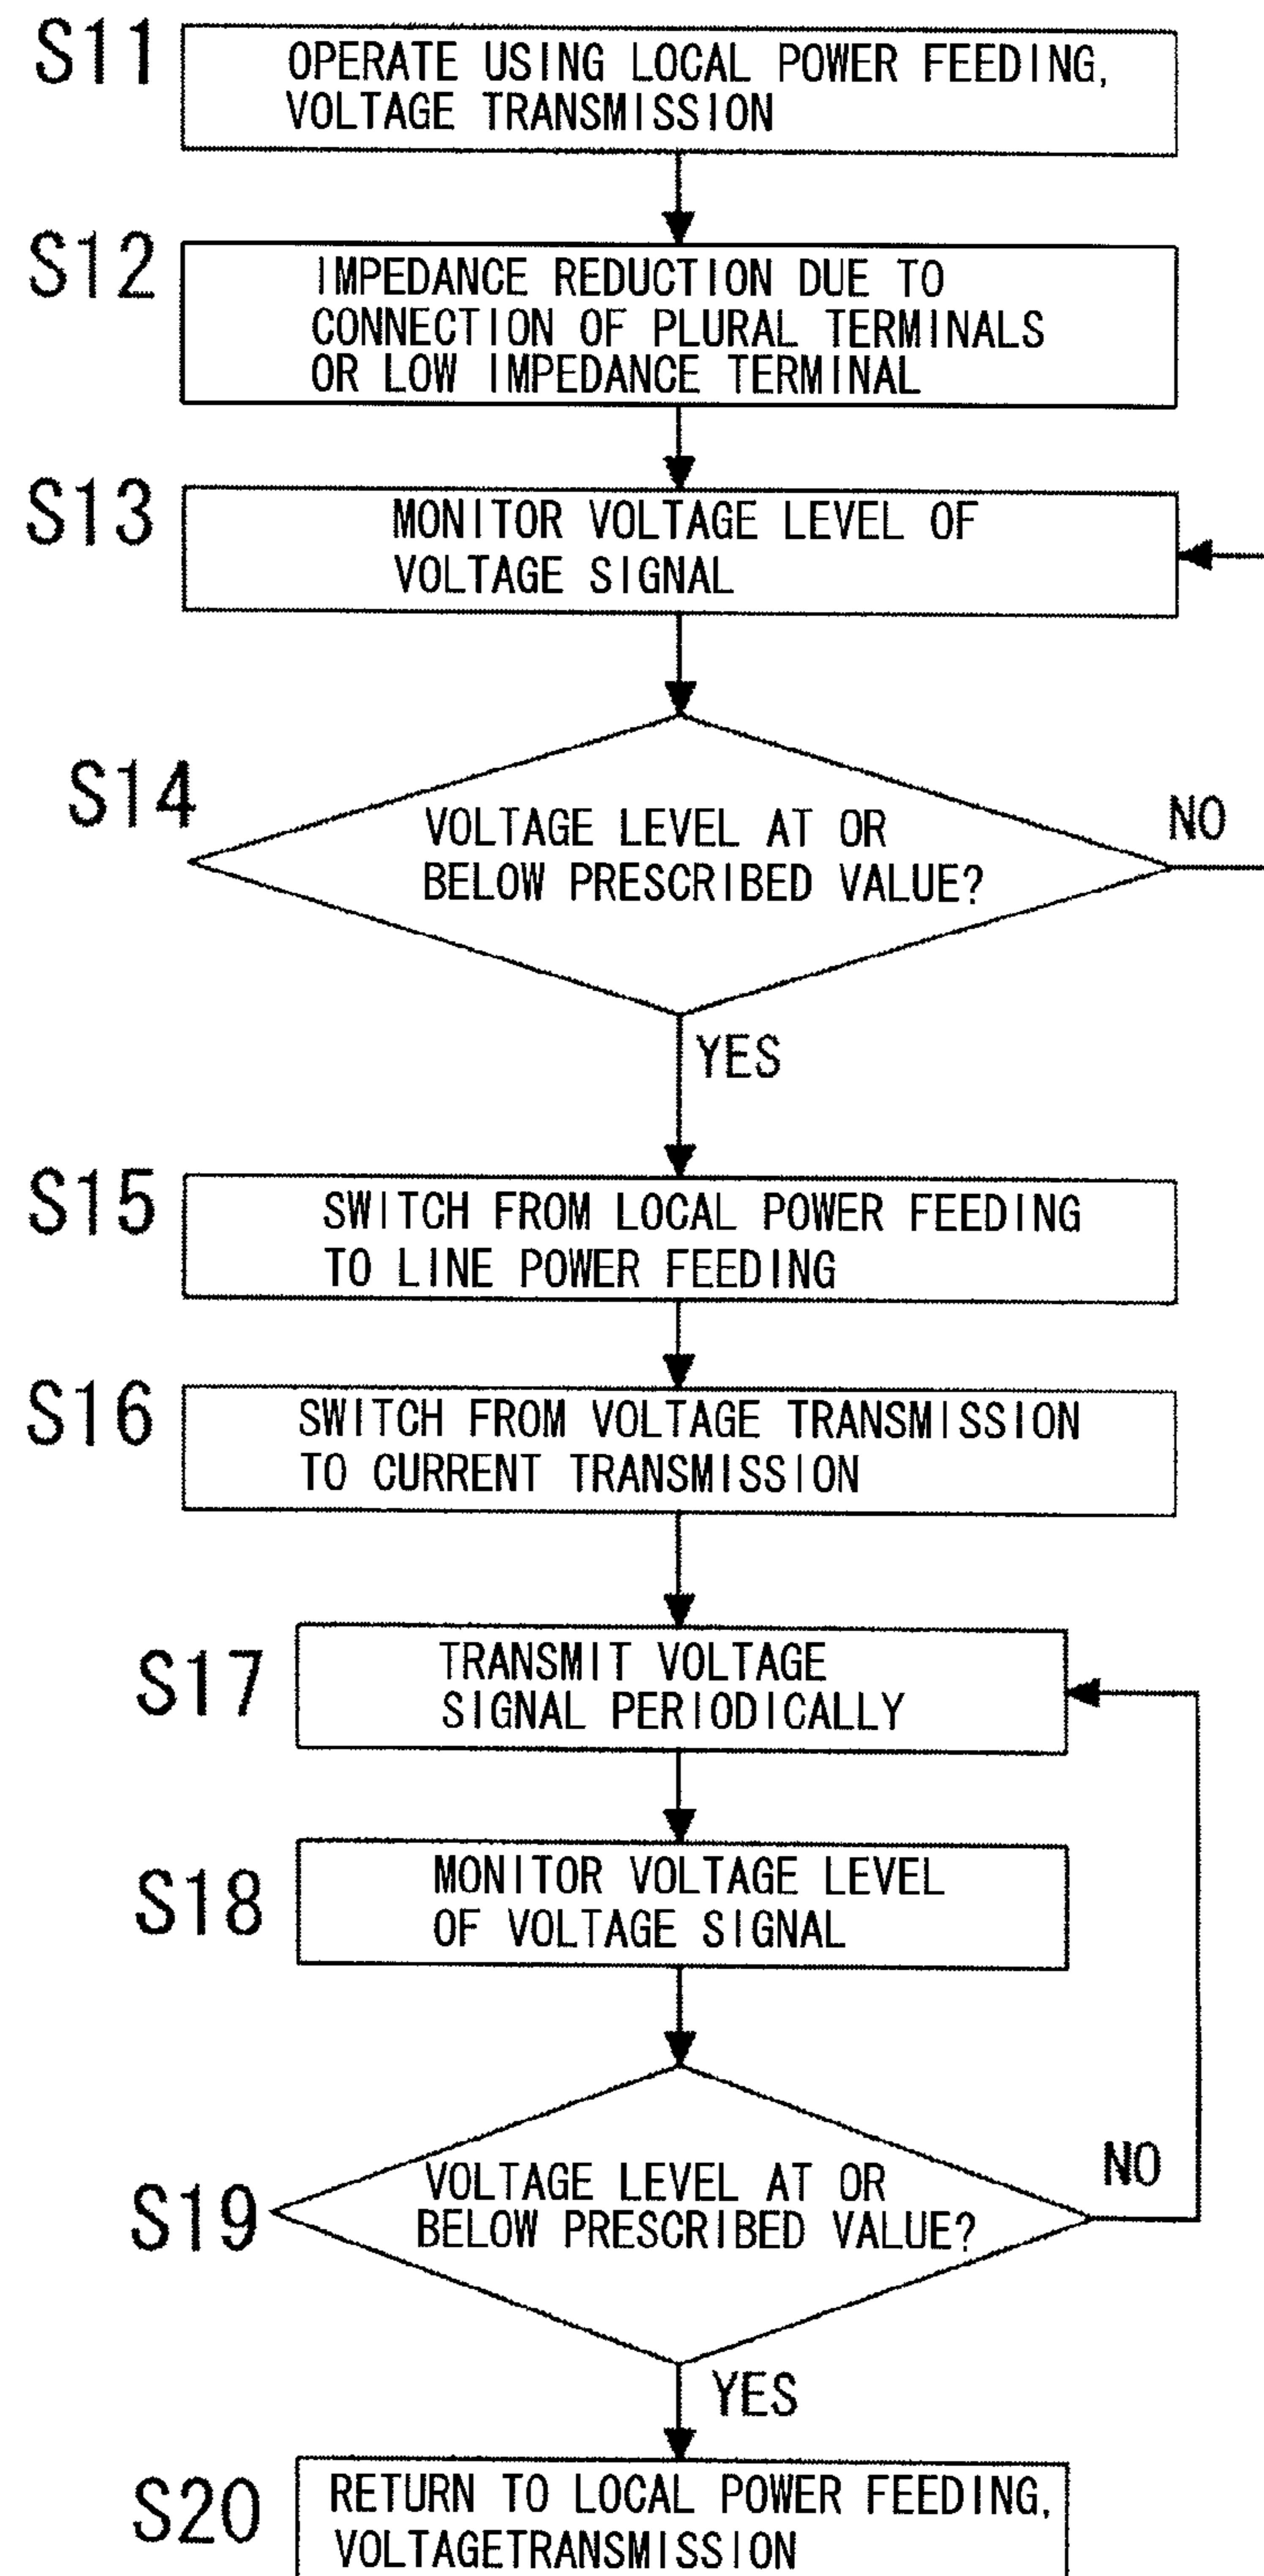 S11
OPERATE USING LOCAL POWER FEEDING,
VOLTAGE TRANSMISSION
S12
IMPEDANCE REDUCTION DUE TO
CONNECTION OF PLURAL TERMINALS
OR LOW IMPEDANCE TERMINAL
S13
MONITOR VOLTAGE LEVEL OF
VOLTAGE SIGNAL
S14
VOLTAGE LEVEL AT OR
BELOW PRESCRIBED VALUE?
NO
YES
S15
SWITCH FROM LOCAL POWER FEEDING
TO LINE POWER FEEDING
S16
SWITCH FROM VOLTAGE TRANSMISSION
TO CURRENT TRANSMISSION
S17
TRANSMIT VOLTAGE
SIGNAL PERIODICALLY
S18
MONITOR VOLTAGE LEVEL
OF VOLTAGE SIGNAL
S19
VOLTAGE LEVEL AT OR
BELOW PRESCRIBED VALUE?
NO
YES
S20
RETURN TO LOCAL POWER FEEDING,
VOLTAGETRANSMISSION